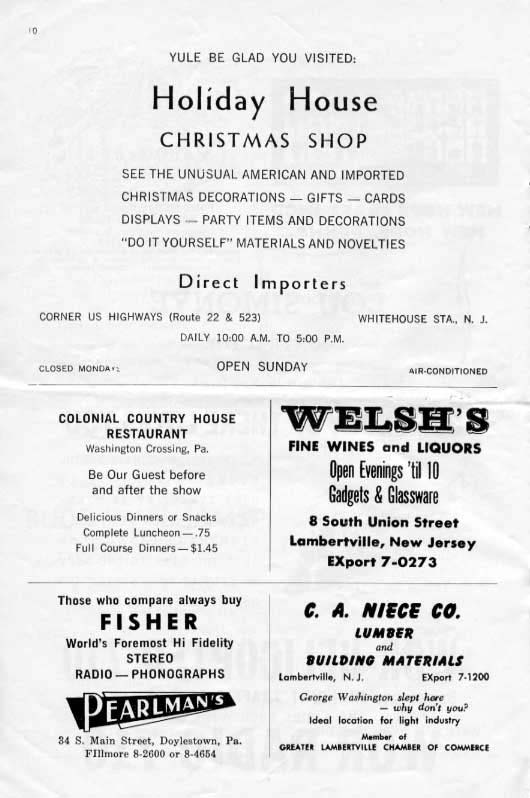 10
YULE BE GLAD YOU VISITED:
Holiday House
CHRISTMAS SHOP
SEE THE UNUSUAL AMERICAN AND IMPORTED
CHRISTMAS DECORATIONS — GIFTS — CARDS
DISPLAYS — PARTY ITEMS AND DECORATIONS
"DO IT YOURSELF" MATERIALS AND NOVELTIES
Direct Importers
CORNER US HIGHWAYS (Route 22 & 523) WHITEHOUSE STA., N. J.
DAILY 10:00 A.M. TO 5:00 P.M.
CLOSED MONDAYS OPEN SUNDAY AIR-CONDITIONED
COLONIAL COUNTRY HOUSE
RESTAURANT
Washington Crossing, Pa.
Be Our Guest before
and after the show
Delicious Dinners or Snacks
Complete Luncheon — .75
Full Course Dinners — $1.45
WELSH'S
FINE WINES and LIQUORS
Open Evenings 'til 10
Gadgets & Glassware
8 South Union Street
Lambertville, New Jersey
EXport 7-0273
Those who compare always buy
FISHER
World's Foremost Hi Fidelity
STEREO
RADIO — PHONOGRAPHS
PEARLMAN'S
34 S. Main Street, Doylestown, Pa.
FIllmore 8-2600 or 8-4654
C. A. NIECE CO.
LUMBER
and
BUILDING MATERIALS
Lambertville, N. J. EXport 7-1200
George Washington slept here
— why don't you?
Ideal location for light industry
Member of
GREATER LAMBERTVILLE CHAMBER OF COMMERCE